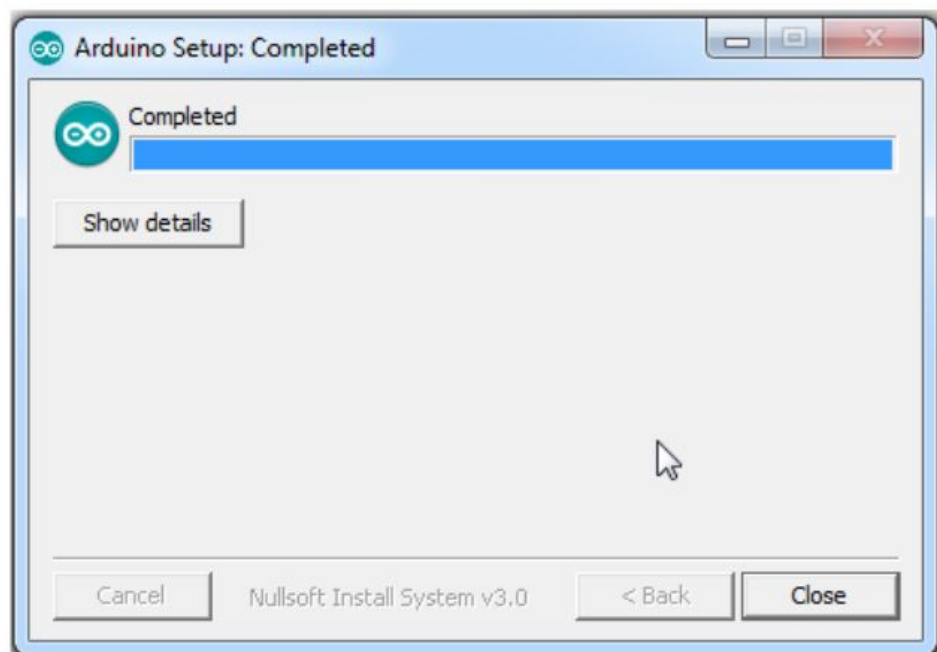 Arduino Setup: Completed
Completed
Show details
Cancel
Nullsoft Install System v3.0
< Back
Close